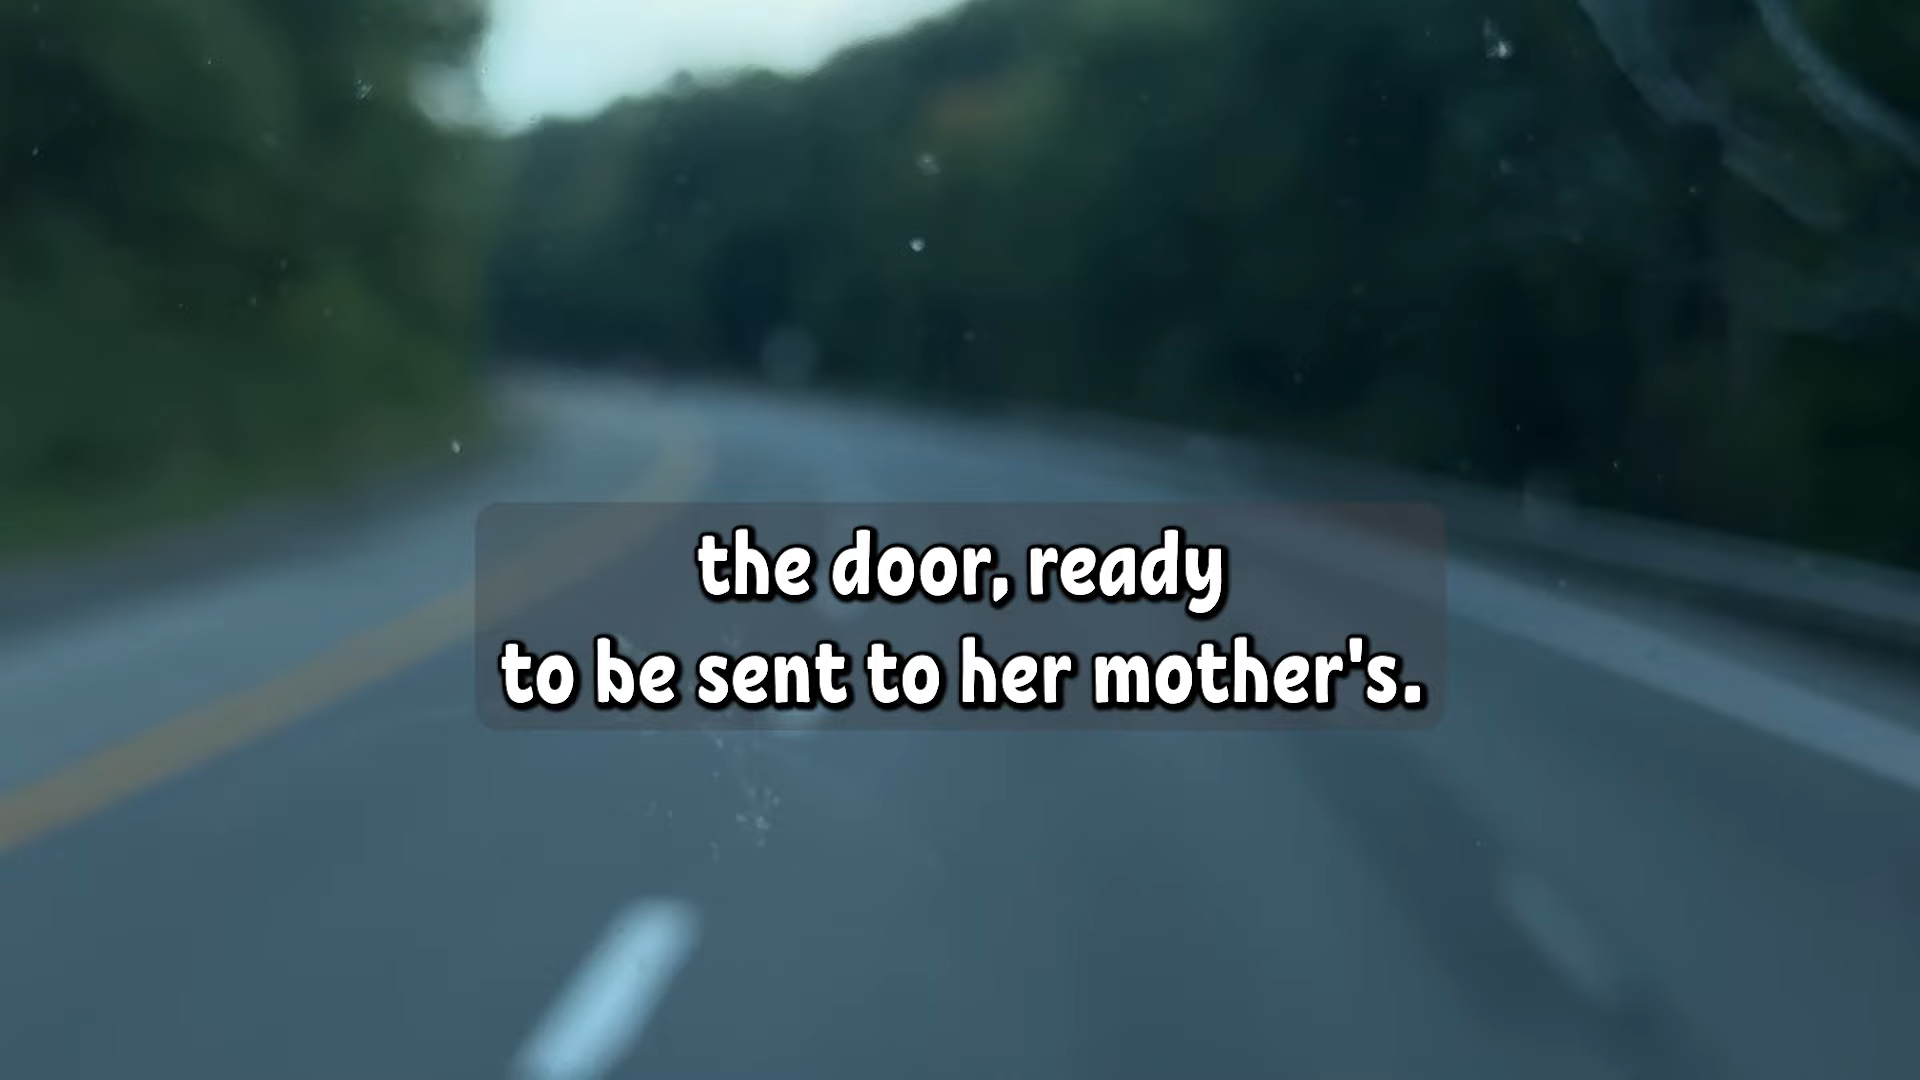 the door, ready
to be sent to her mother's.